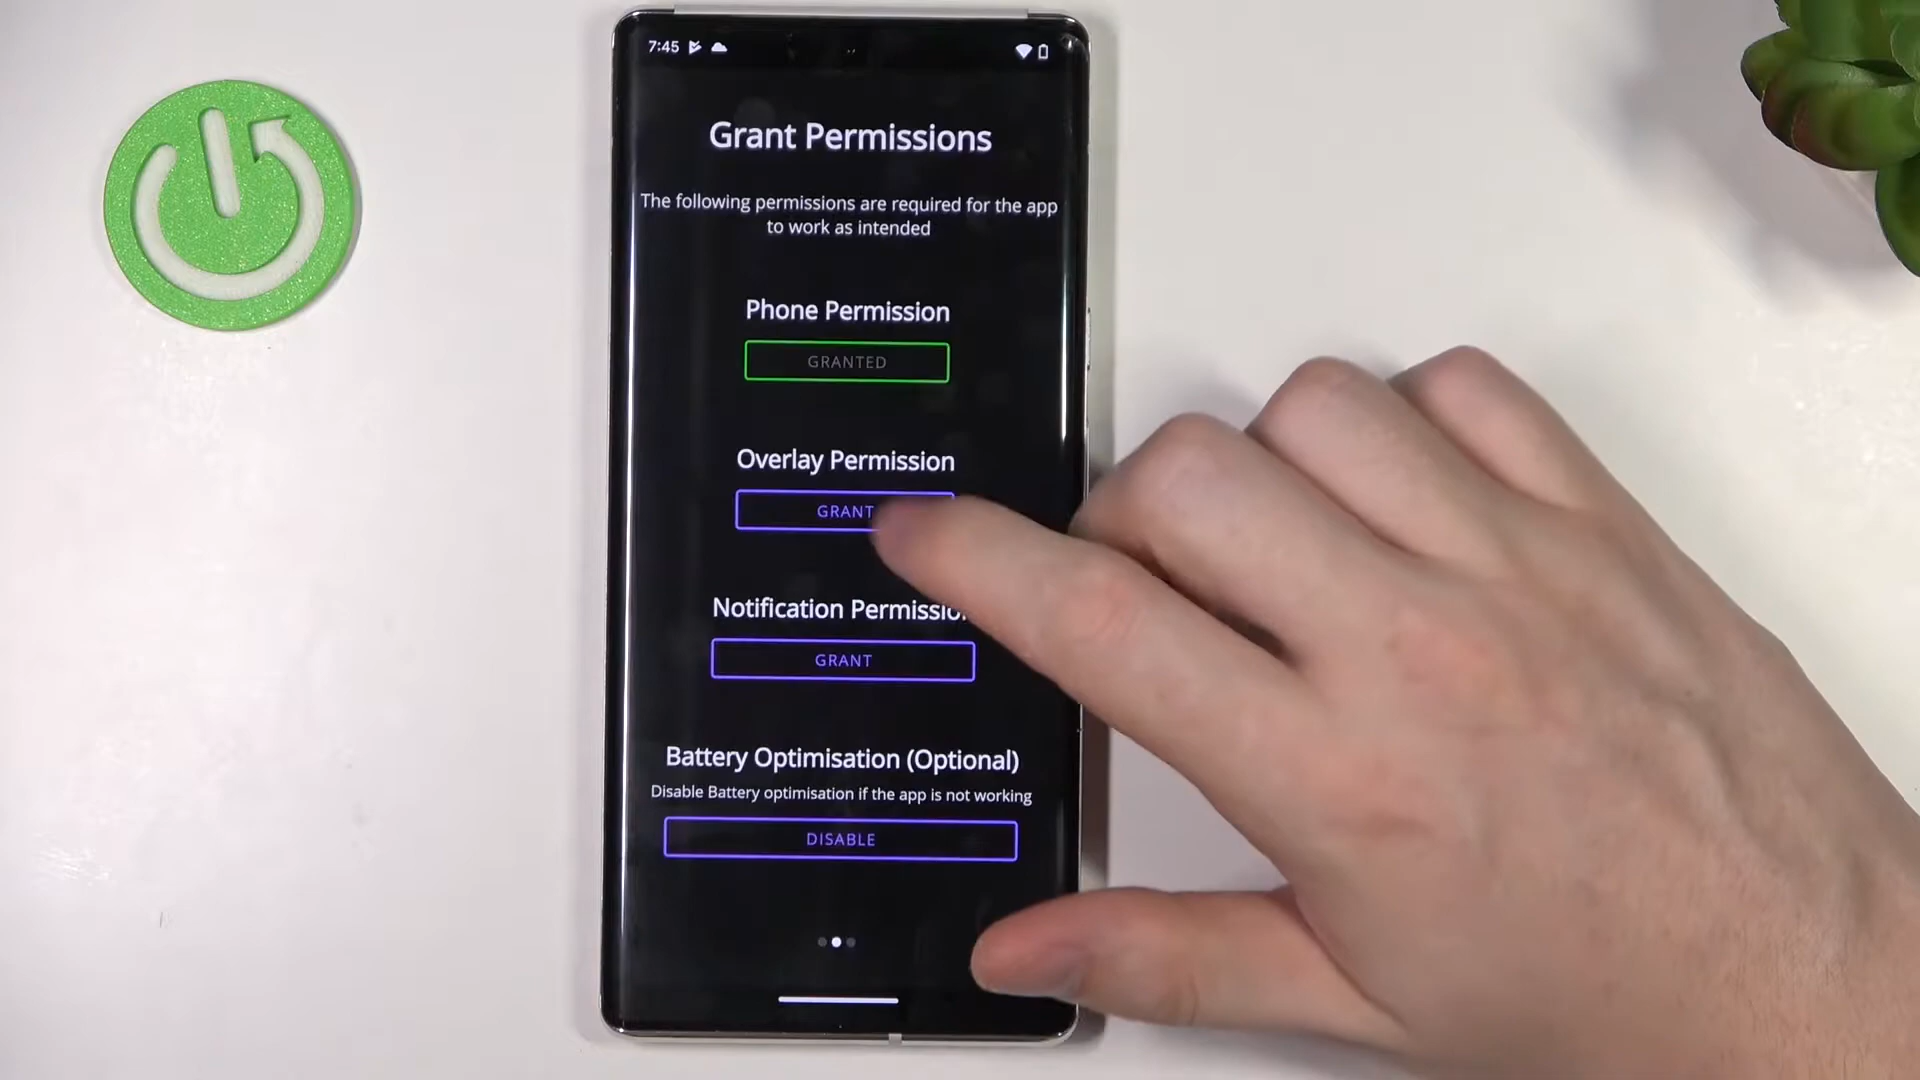 7:45
Grant Permissions
The following permissions are required for the app
to work as intended
Phone Permission
GRANTED
Overlay Permission
GRANT
Notification Permission
GRANT
Battery Optimisation (Optional)
Disable Battery optimisation if the app is not working
DISABLE